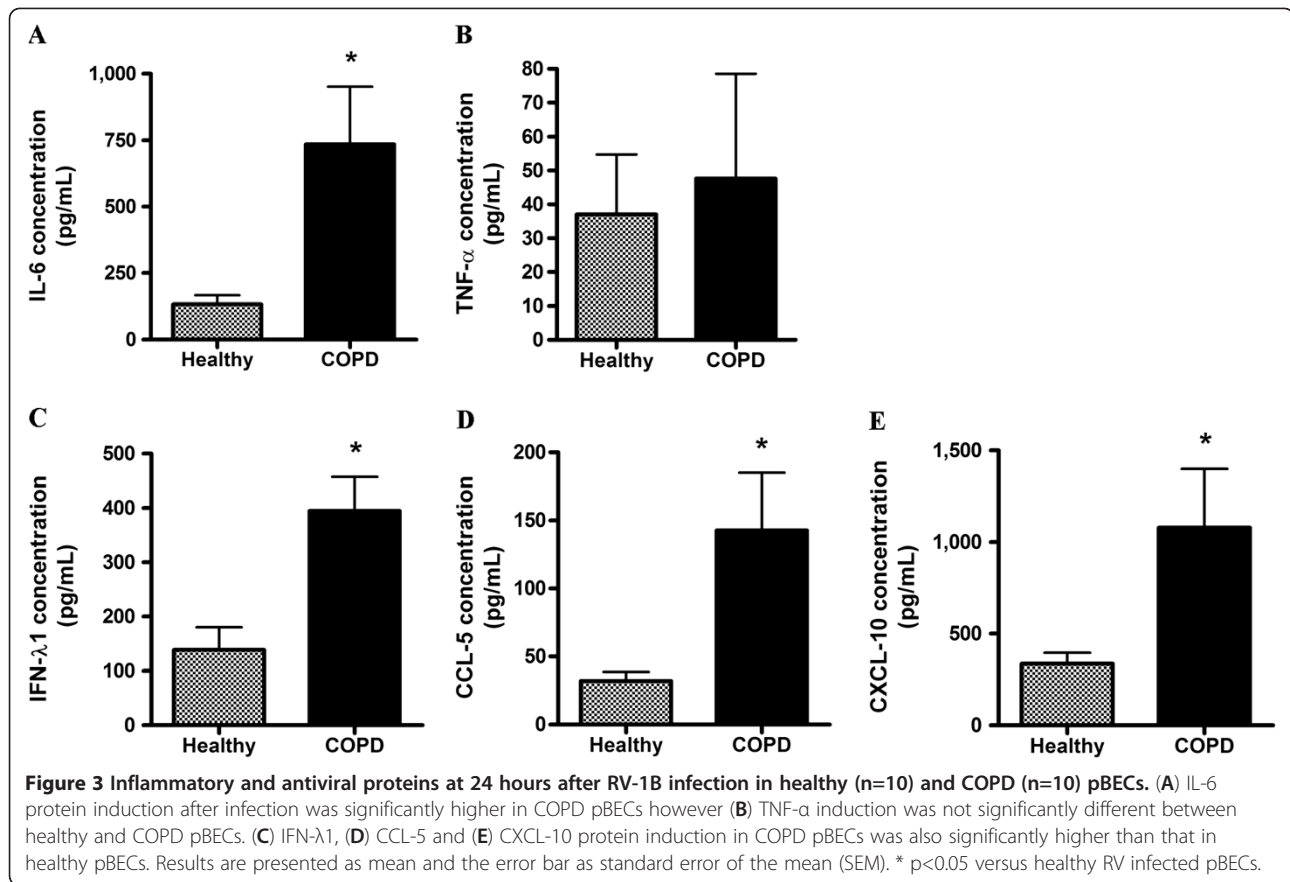 A
*
1,000
750
500
250
0
IL-6 concentration
(pg/mL)
Healthy
COPD
B
80
70
60
50
40
30
20
10
0
TNF-α concentration
(pg/mL)
Healthy
COPD
C
*
500
400
300
200
100
0
IFN-λ1 concentration
(pg/mL)
Healthy
COPD
D
*
200
150
100
50
0
CCL-5 concentration
(pg/mL)
Healthy
COPD
E
*
1,500
1,000
500
0
CXCL-10 concentration
(pg/mL)
Healthy
COPD
Figure 3 Inflammatory and antiviral proteins at 24 hours after RV-1B infection in healthy (n=10) and COPD (n=10) pBECs. (A) IL-6
protein induction after infection was significantly higher in COPD pBECs however (B) TNF-α induction was not significantly different between
healthy and COPD pBECs. (C) IFN-λ1, (D) CCL-5 and (E) CXCL-10 protein induction in COPD pBECs was also significantly higher than that in
healthy pBECs. Results are presented as mean and the error bar as standard error of the mean (SEM). * p<0.05 versus healthy RV infected pBECs.